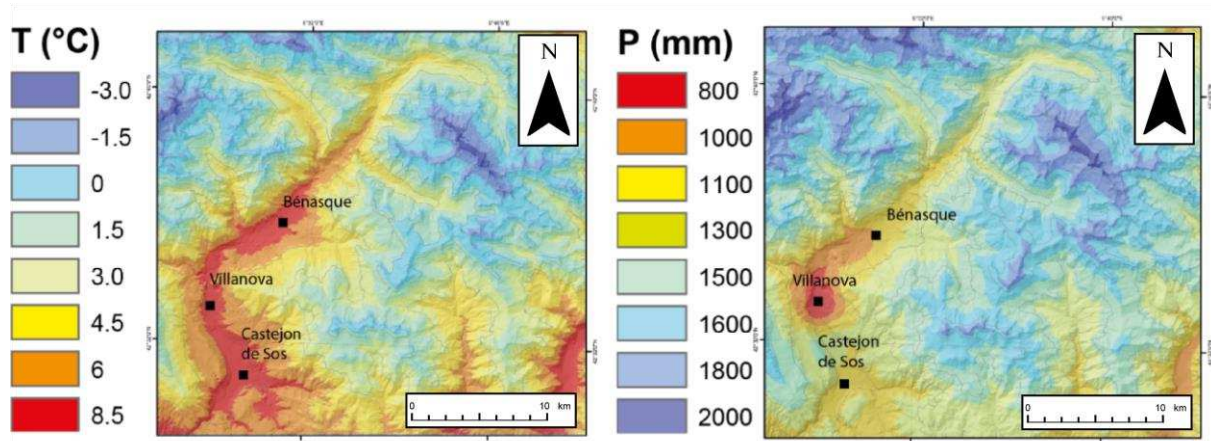 T (°C)
-3.0
-1.5
0
1.5
3.0
4.5
6
8.5
N
Bénasque
Villanova
Castejon
de Sos
0
10
km
P (mm)
800
1000
1100
1300
1500
1600
1800
2000
N
Bénasque
Villanova
Castejon
de Sos
0
10
km